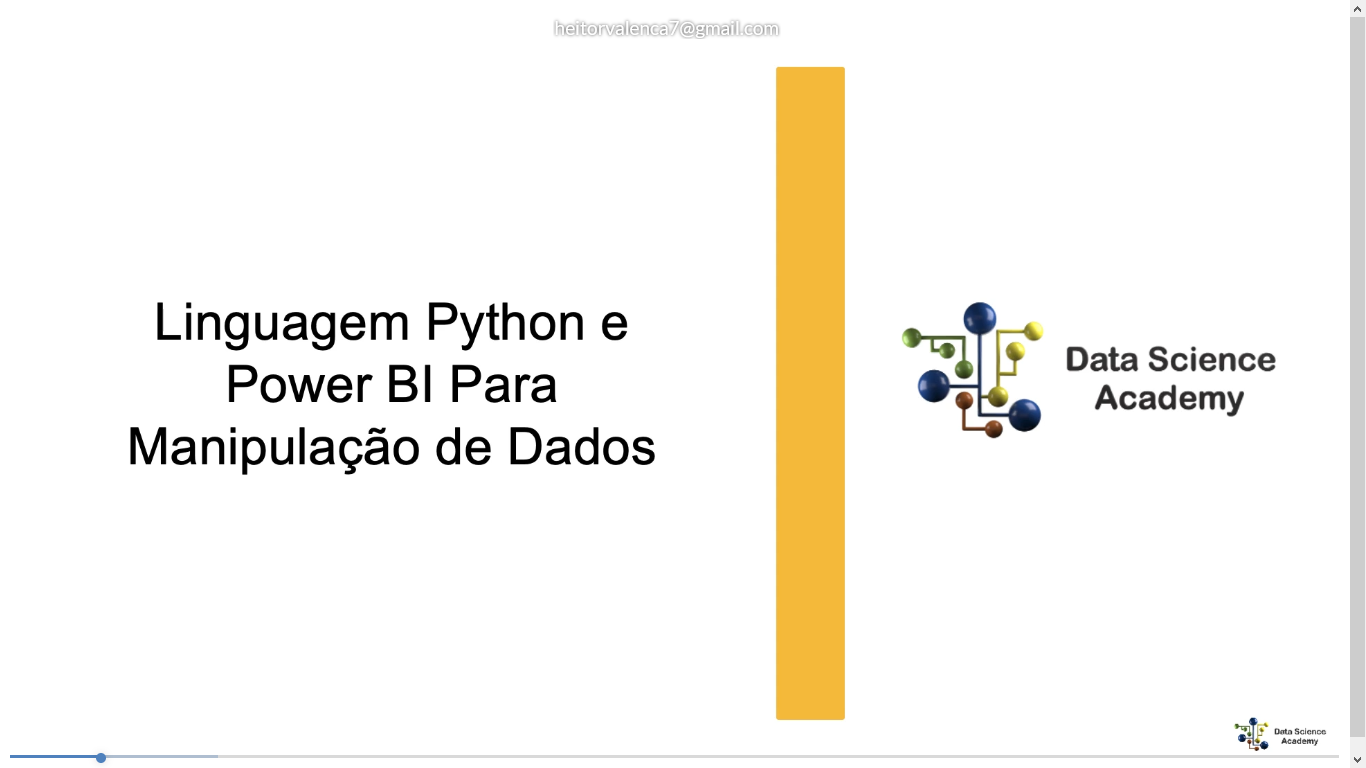 heitorvalenca7@gmail.com
Linguagem Python e
Power BI Para
Manipulação de Dados
Data Science
Academy
Data Science
Academy